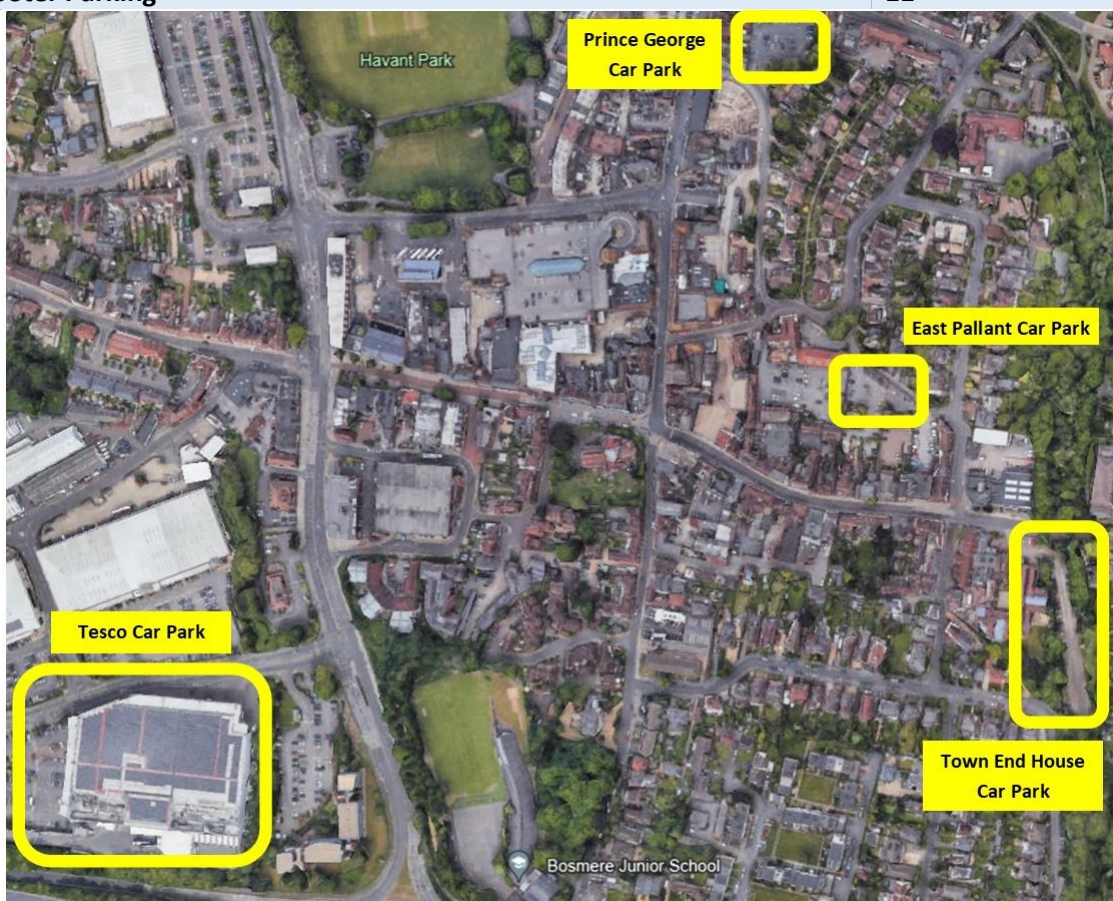 Parking
Havant Park
Prince George
Car Park
East Pallant Car Park
Tesco Car Park
Town End House
Car Park
Bosmere Junior School